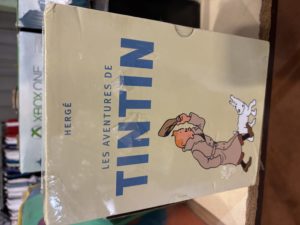 HERGÉ
LES AVENTURES DE
TINTIN
XBOX ONE